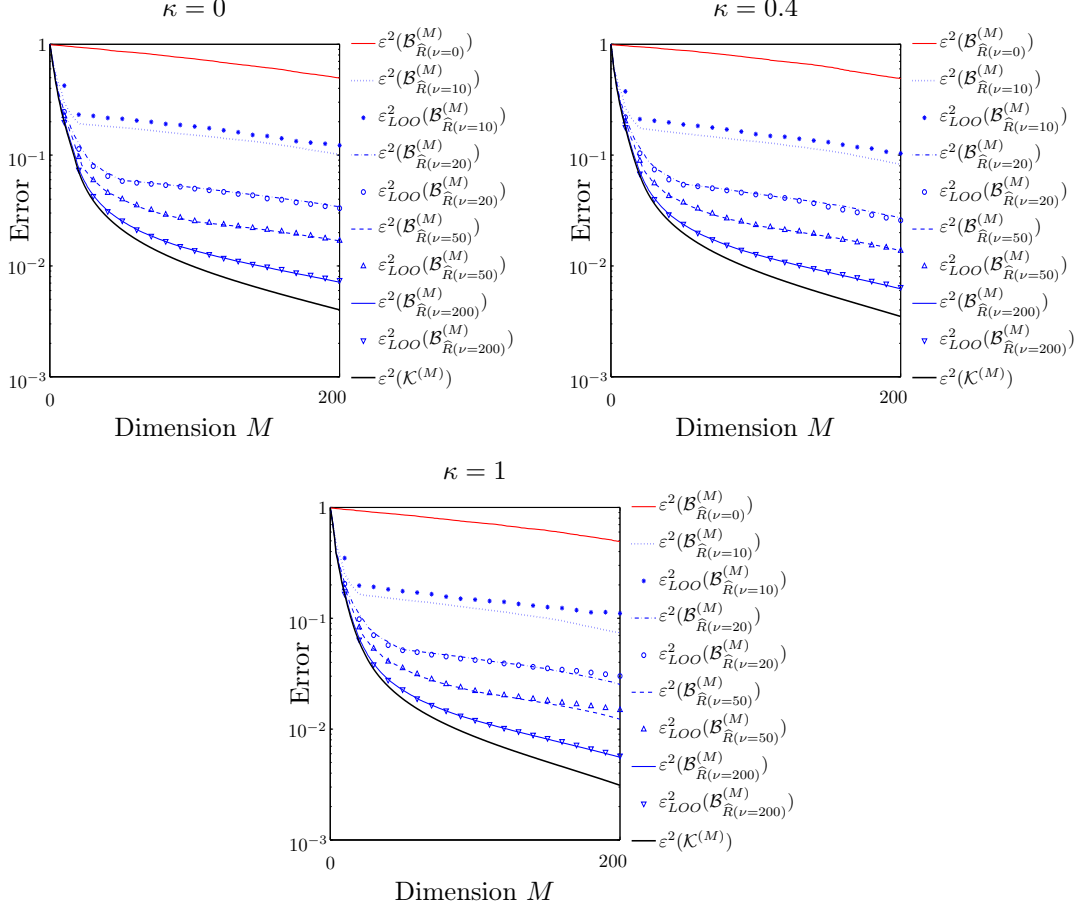 κ = 0
1
10⁻¹
10⁻²
10⁻³
0
200
Error
Dimension M
ε²(𝓑^(M)_R̂(ν=0))
ε²(𝓑^(M)_R̂(ν=10))
ε²_LOO(𝓑^(M)_R̂(ν=10))
ε²(𝓑^(M)_R̂(ν=20))
ε²_LOO(𝓑^(M)_R̂(ν=20))
ε²(𝓑^(M)_R̂(ν=50))
ε²_LOO(𝓑^(M)_R̂(ν=50))
ε²(𝓑^(M)_R̂(ν=200))
ε²_LOO(𝓑^(M)_R̂(ν=200))
ε²(𝓚^(M))
κ = 0.4
1
10⁻¹
10⁻²
10⁻³
0
200
Error
Dimension M
ε²(𝓑^(M)_R̂(ν=0))
ε²(𝓑^(M)_R̂(ν=10))
ε²_LOO(𝓑^(M)_R̂(ν=10))
ε²(𝓑^(M)_R̂(ν=20))
ε²_LOO(𝓑^(M)_R̂(ν=20))
ε²(𝓑^(M)_R̂(ν=50))
ε²_LOO(𝓑^(M)_R̂(ν=50))
ε²(𝓑^(M)_R̂(ν=200))
ε²_LOO(𝓑^(M)_R̂(ν=200))
ε²(𝓚^(M))
κ = 1
1
10⁻¹
10⁻²
10⁻³
0
200
Error
Dimension M
ε²(𝓑^(M)_R̂(ν=0))
ε²(𝓑^(M)_R̂(ν=10))
ε²_LOO(𝓑^(M)_R̂(ν=10))
ε²(𝓑^(M)_R̂(ν=20))
ε²_LOO(𝓑^(M)_R̂(ν=20))
ε²(𝓑^(M)_R̂(ν=50))
ε²_LOO(𝓑^(M)_R̂(ν=50))
ε²(𝓑^(M)_R̂(ν=200))
ε²_LOO(𝓑^(M)_R̂(ν=200))
ε²(𝓚^(M))